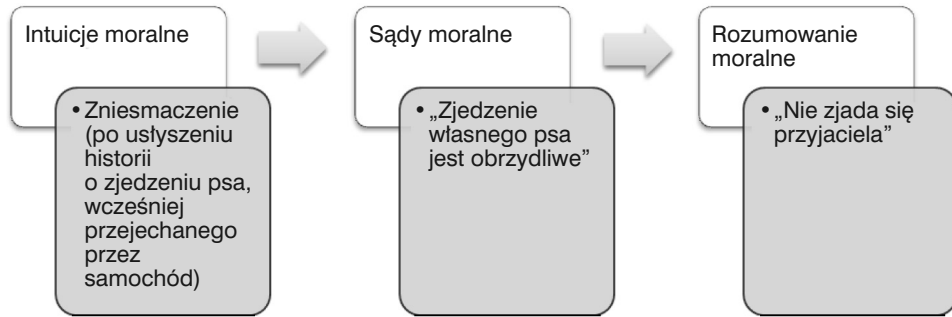 Intuicje moralne
• Zniesmaczenie
(po usłyszeniu
historii
o zjedzeniu psa,
wcześniej
przejechanego
przez
samochód)
Sądy moralne
• „Zjedzenie
własnego psa
jest obrzydliwe”
Rozumowanie
moralne
• „Nie zjada się
przyjaciela”